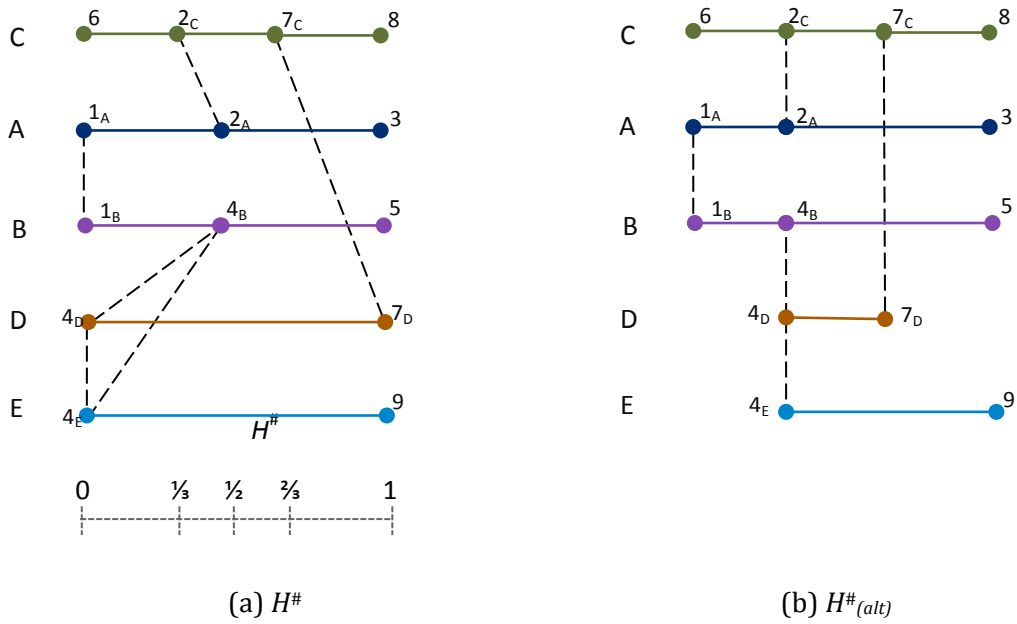 C 6 2C 7C 8
A 1A 2A 3
B 1B 4B 5
D 4D 7D
E 4E 9
H#
0 ⅓ ½ ⅔ 1
(a) H#
C 6 2C 7C 8
A 1A 2A 3
B 1B 4B 5
D 4D 7D
E 4E 9
(b) H#(alt)